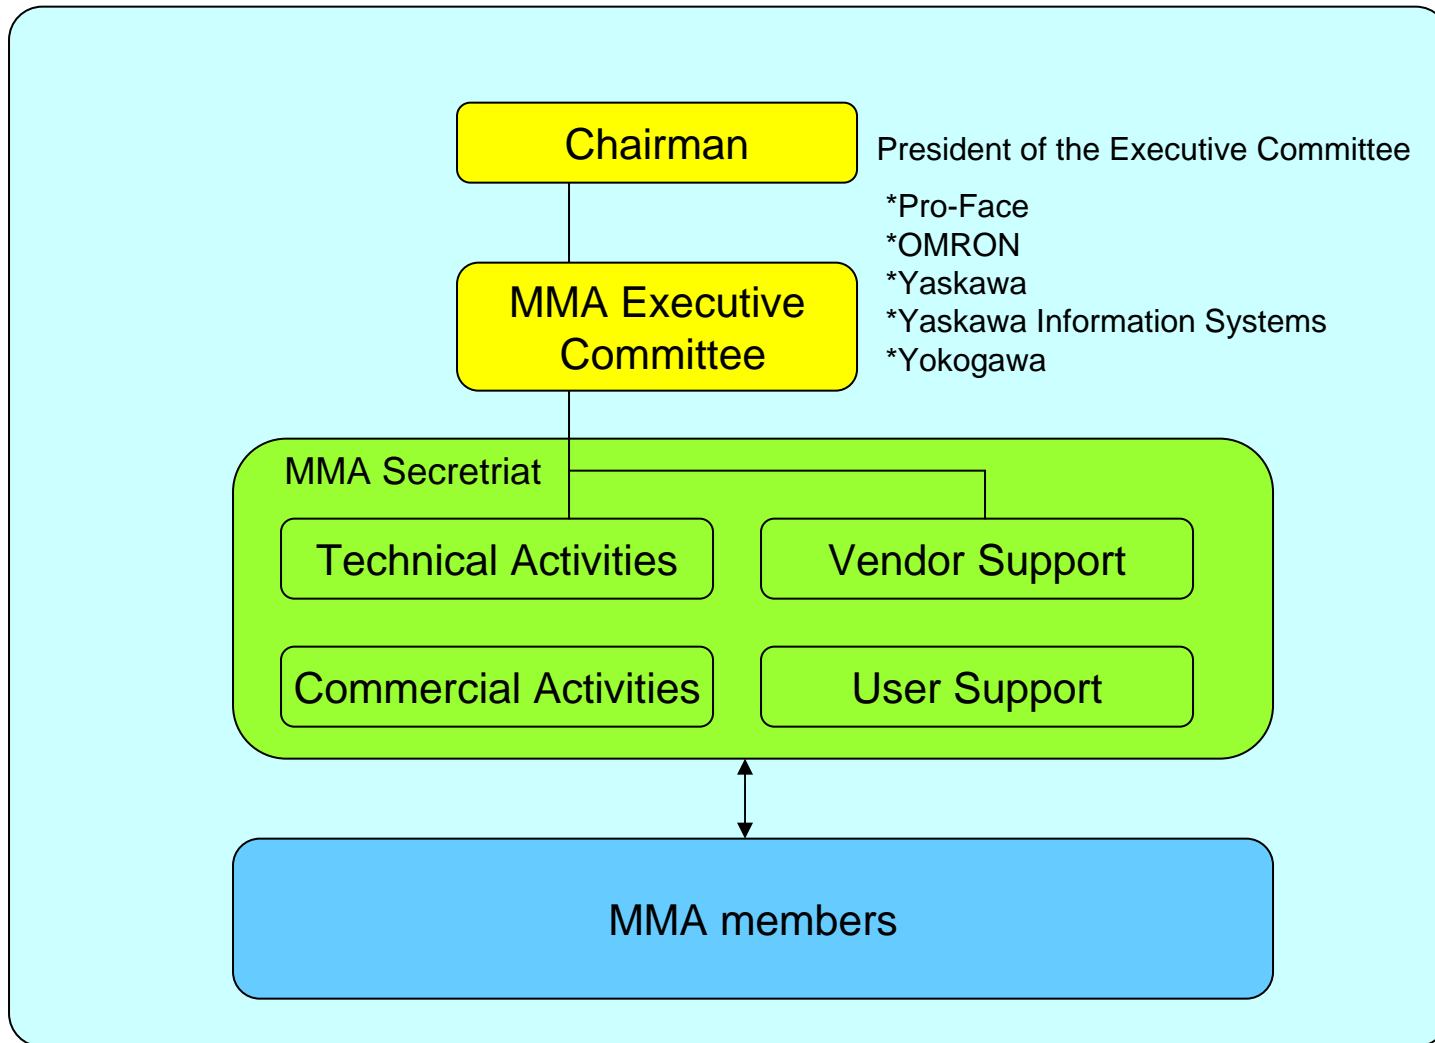 Chairman
President of the Executive Committee
*Pro-Face
*OMRON
*Yaskawa
*Yaskawa Information Systems
*Yokogawa
MMA Executive
Committee
MMA Secretriat
Technical Activities
Vendor Support
Commercial Activities
User Support
MMA members